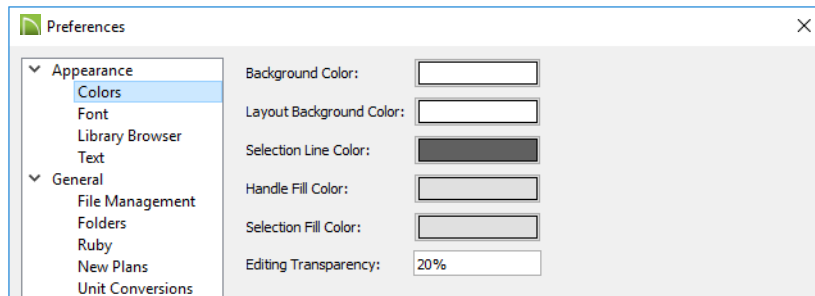 Preferences
Appearance
Colors
Font
Library Browser
Text
General
File Management
Folders
Ruby
New Plans
Unit Conversions
Background Color:
Layout Background Color:
Selection Line Color:
Handle Fill Color:
Selection Fill Color:
Editing Transparency: 20%